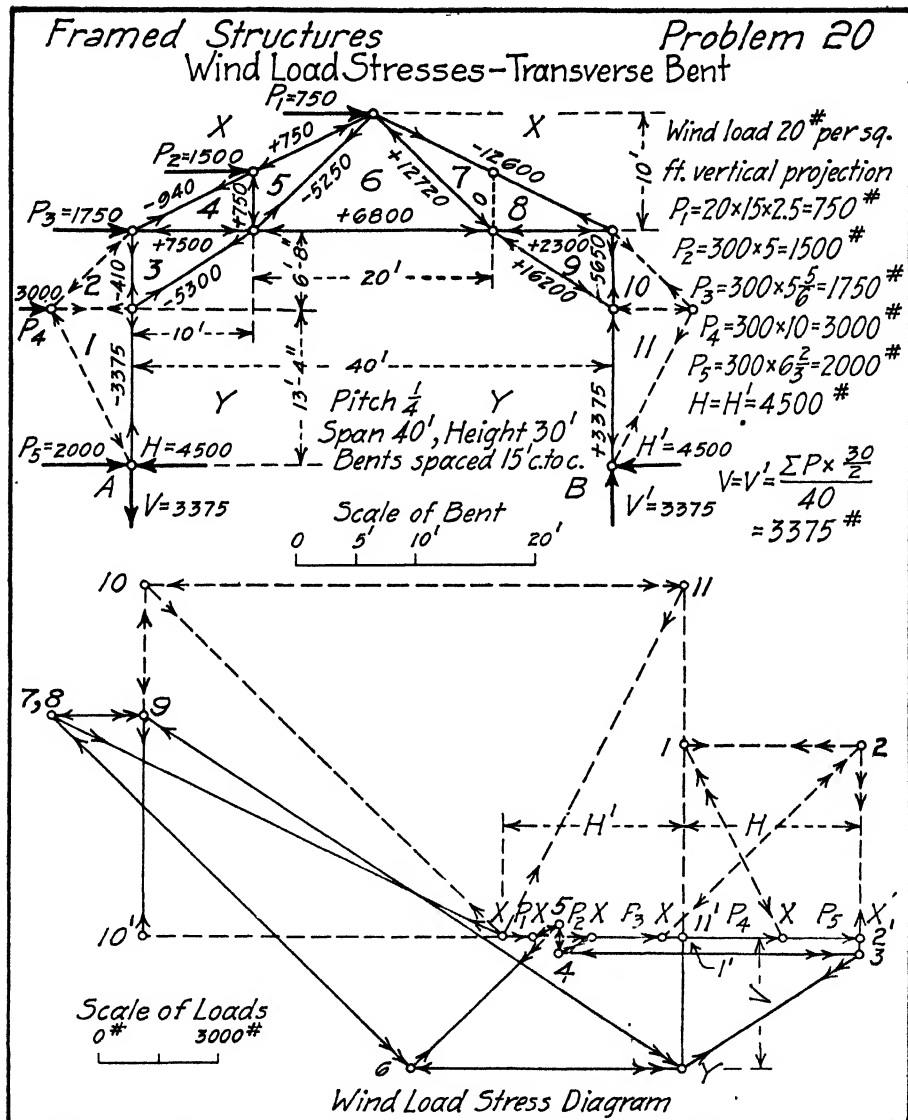 Framed Structures Problem 20
Wind Load Stresses-Transverse Bent
P₁=750
X X
Wind load 20# per sq.
ft. vertical projection
P₁=20×15×2.5=750#
P₂=300×5=1500#
P₃=300×5 5/6=1750#
P₄=300×10=3000#
P₅=300×6 2/3=2000#
H=H'=4500#
V=V'=ΣP×30/2
40
=3375#
+750
-12600
10'
P₂=1500
-940
+750
-5250
+12720
4 5 6 7 0 8
P₃=1750
+7500
+6800
+2300
-410
3
-5300
6'-8"
20'
+16200
9
-5650
10
3000
P₄
2
10'
1
40'
11
-3375
13'-4"
+3375
Y Y
Pitch 1/4
Span 40', Height 30'
Bents spaced 15'c.to c.
P₅=2000
H=4500
H'=4500
A B
V=3375
V'=3375
Scale of Bent
0 5' 10' 20'
10 11
7,8 9
1 2
H' H
10' X P₁ X 5 P₂ X P₃ X 11' P₄ X P₅ X 2'
4 1' 3
V
Scale of Loads
0# 3000#
6 Y
Wind Load Stress Diagram